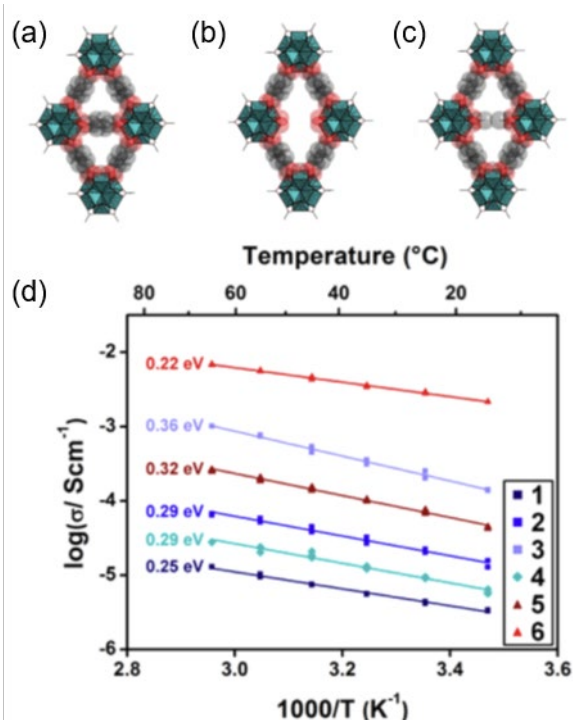 (a) (b) (c)
Temperature (°C)
(d)
80 60 40 20
-2
-3
-4
-5
-6
log(σ/ Scm⁻¹)
0.22 eV
0.36 eV
0.32 eV
0.29 eV
0.29 eV
0.25 eV
1
2
3
4
5
6
2.8 3.0 3.2 3.4 3.6
1000/T (K⁻¹)